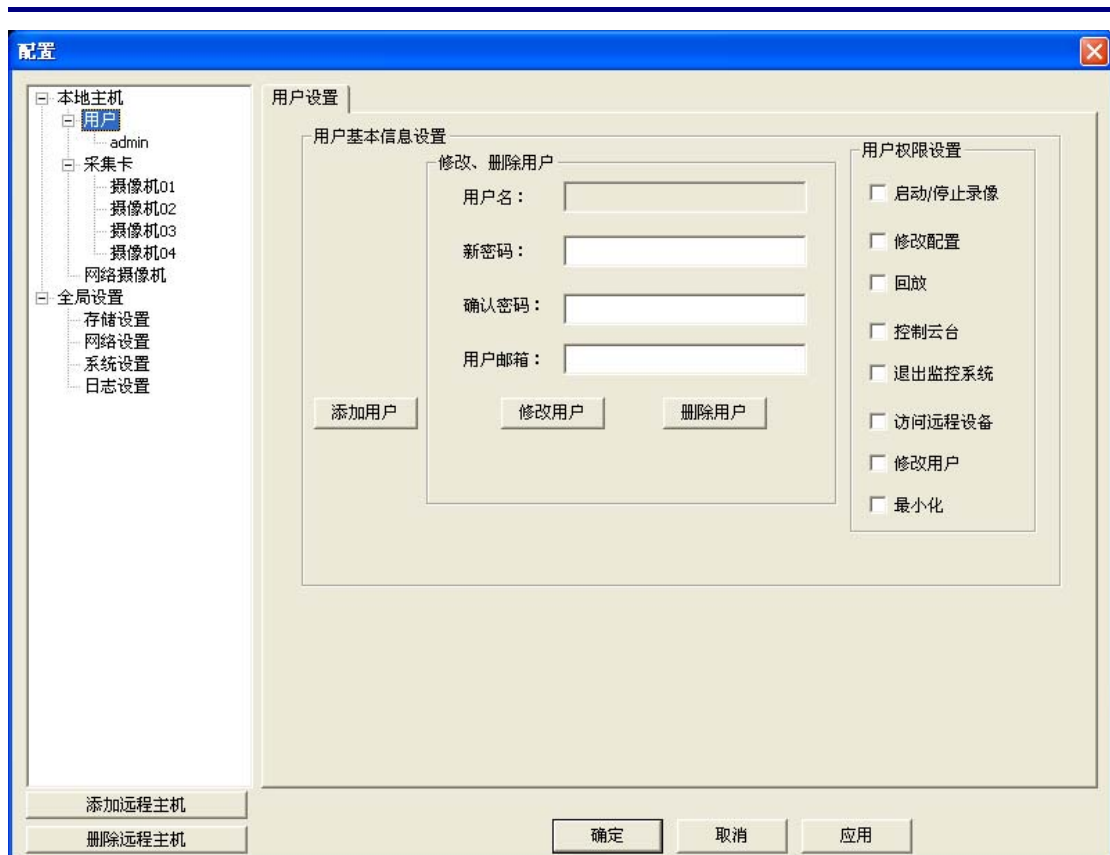 配置
本地主机
用户
admin
采集卡
摄像机01
摄像机02
摄像机03
摄像机04
网络摄像机
全局设置
存储设置
网络设置
系统设置
日志设置
添加远程主机
删除远程主机
用户设置
用户基本信息设置
修改、删除用户
用户名：
新密码：
确认密码：
用户邮箱：
添加用户
修改用户
删除用户
用户权限设置
启动/停止录像
修改配置
回放
控制云台
退出监控系统
访问远程设备
修改用户
最小化
确定
取消
应用